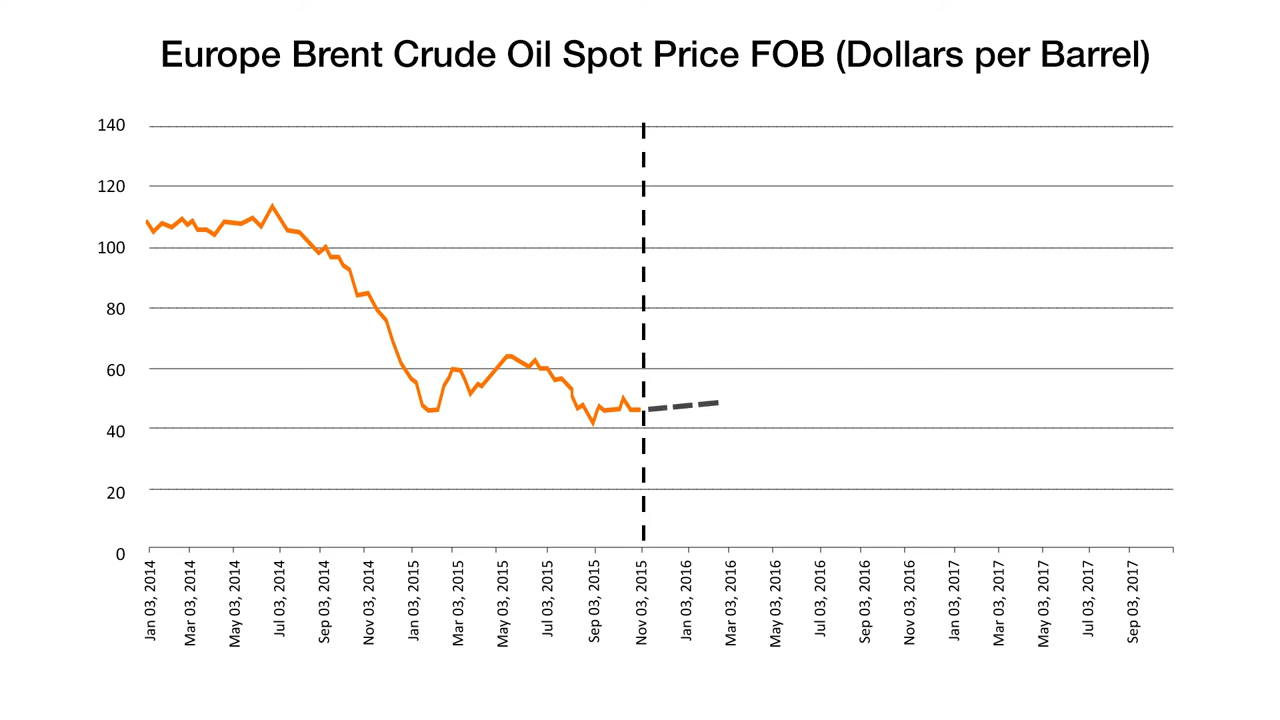 Europe Brent Crude Oil Spot Price FOB (Dollars per Barrel)
140
120
100
80
60
40
20
0
Jan 03, 2014
Mar 03, 2014
May 03, 2014
Jul 03, 2014
Sep 03, 2014
Nov 03, 2014
Jan 03, 2015
Mar 03, 2015
May 03, 2015
Jul 03, 2015
Sep 03, 2015
Nov 03, 2015
Jan 03, 2016
Mar 03, 2016
May 03, 2016
Jul 03, 2016
Sep 03, 2016
Nov 03, 2016
Jan 03, 2017
Mar 03, 2017
May 03, 2017
Jul 03, 2017
Sep 03, 2017